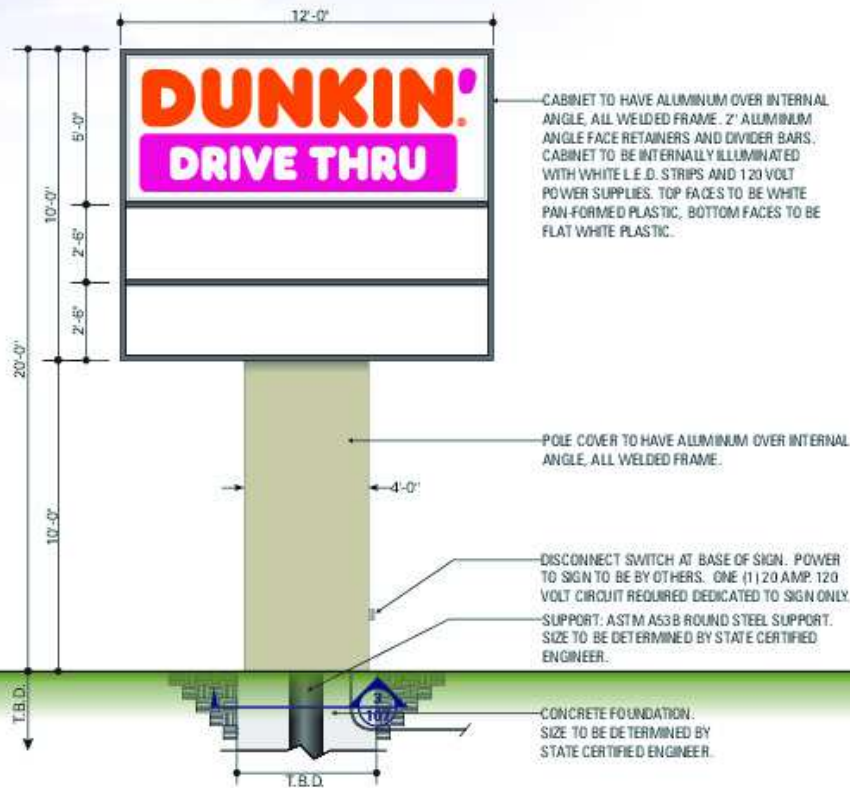 12'-0"
DUNKIN'
DRIVE THRU
5'-0"
10'-0"
2'-6"
2'-6"
20'-0"
10'-0"
4'-0"
T.B.D.
T.B.D.
3
107
CABINET TO HAVE ALUMINUM OVER INTERNAL
ANGLE, ALL WELDED FRAME. 2" ALUMINUM
ANGLE FACE RETAINERS AND DIVIDER BARS.
CABINET TO BE INTERNALLY ILLUMINATED
WITH WHITE L.E.D. STRIPS AND 120 VOLT
POWER SUPPLIES. TOP FACES TO BE WHITE
PAN-FORMED PLASTIC, BOTTOM FACES TO BE
FLAT WHITE PLASTIC.
POLE COVER TO HAVE ALUMINUM OVER INTERNAL
ANGLE, ALL WELDED FRAME.
DISCONNECT SWITCH AT BASE OF SIGN. POWER
TO SIGN TO BE BY OTHERS. ONE (1) 20 AMP. 120
VOLT CIRCUIT REQUIRED DEDICATED TO SIGN ONLY.
SUPPORT: ASTM A53B ROUND STEEL SUPPORT.
SIZE TO BE DETERMINED BY STATE CERTIFIED
ENGINEER.
CONCRETE FOUNDATION.
SIZE TO BE DETERMINED BY
STATE CERTIFIED ENGINEER.